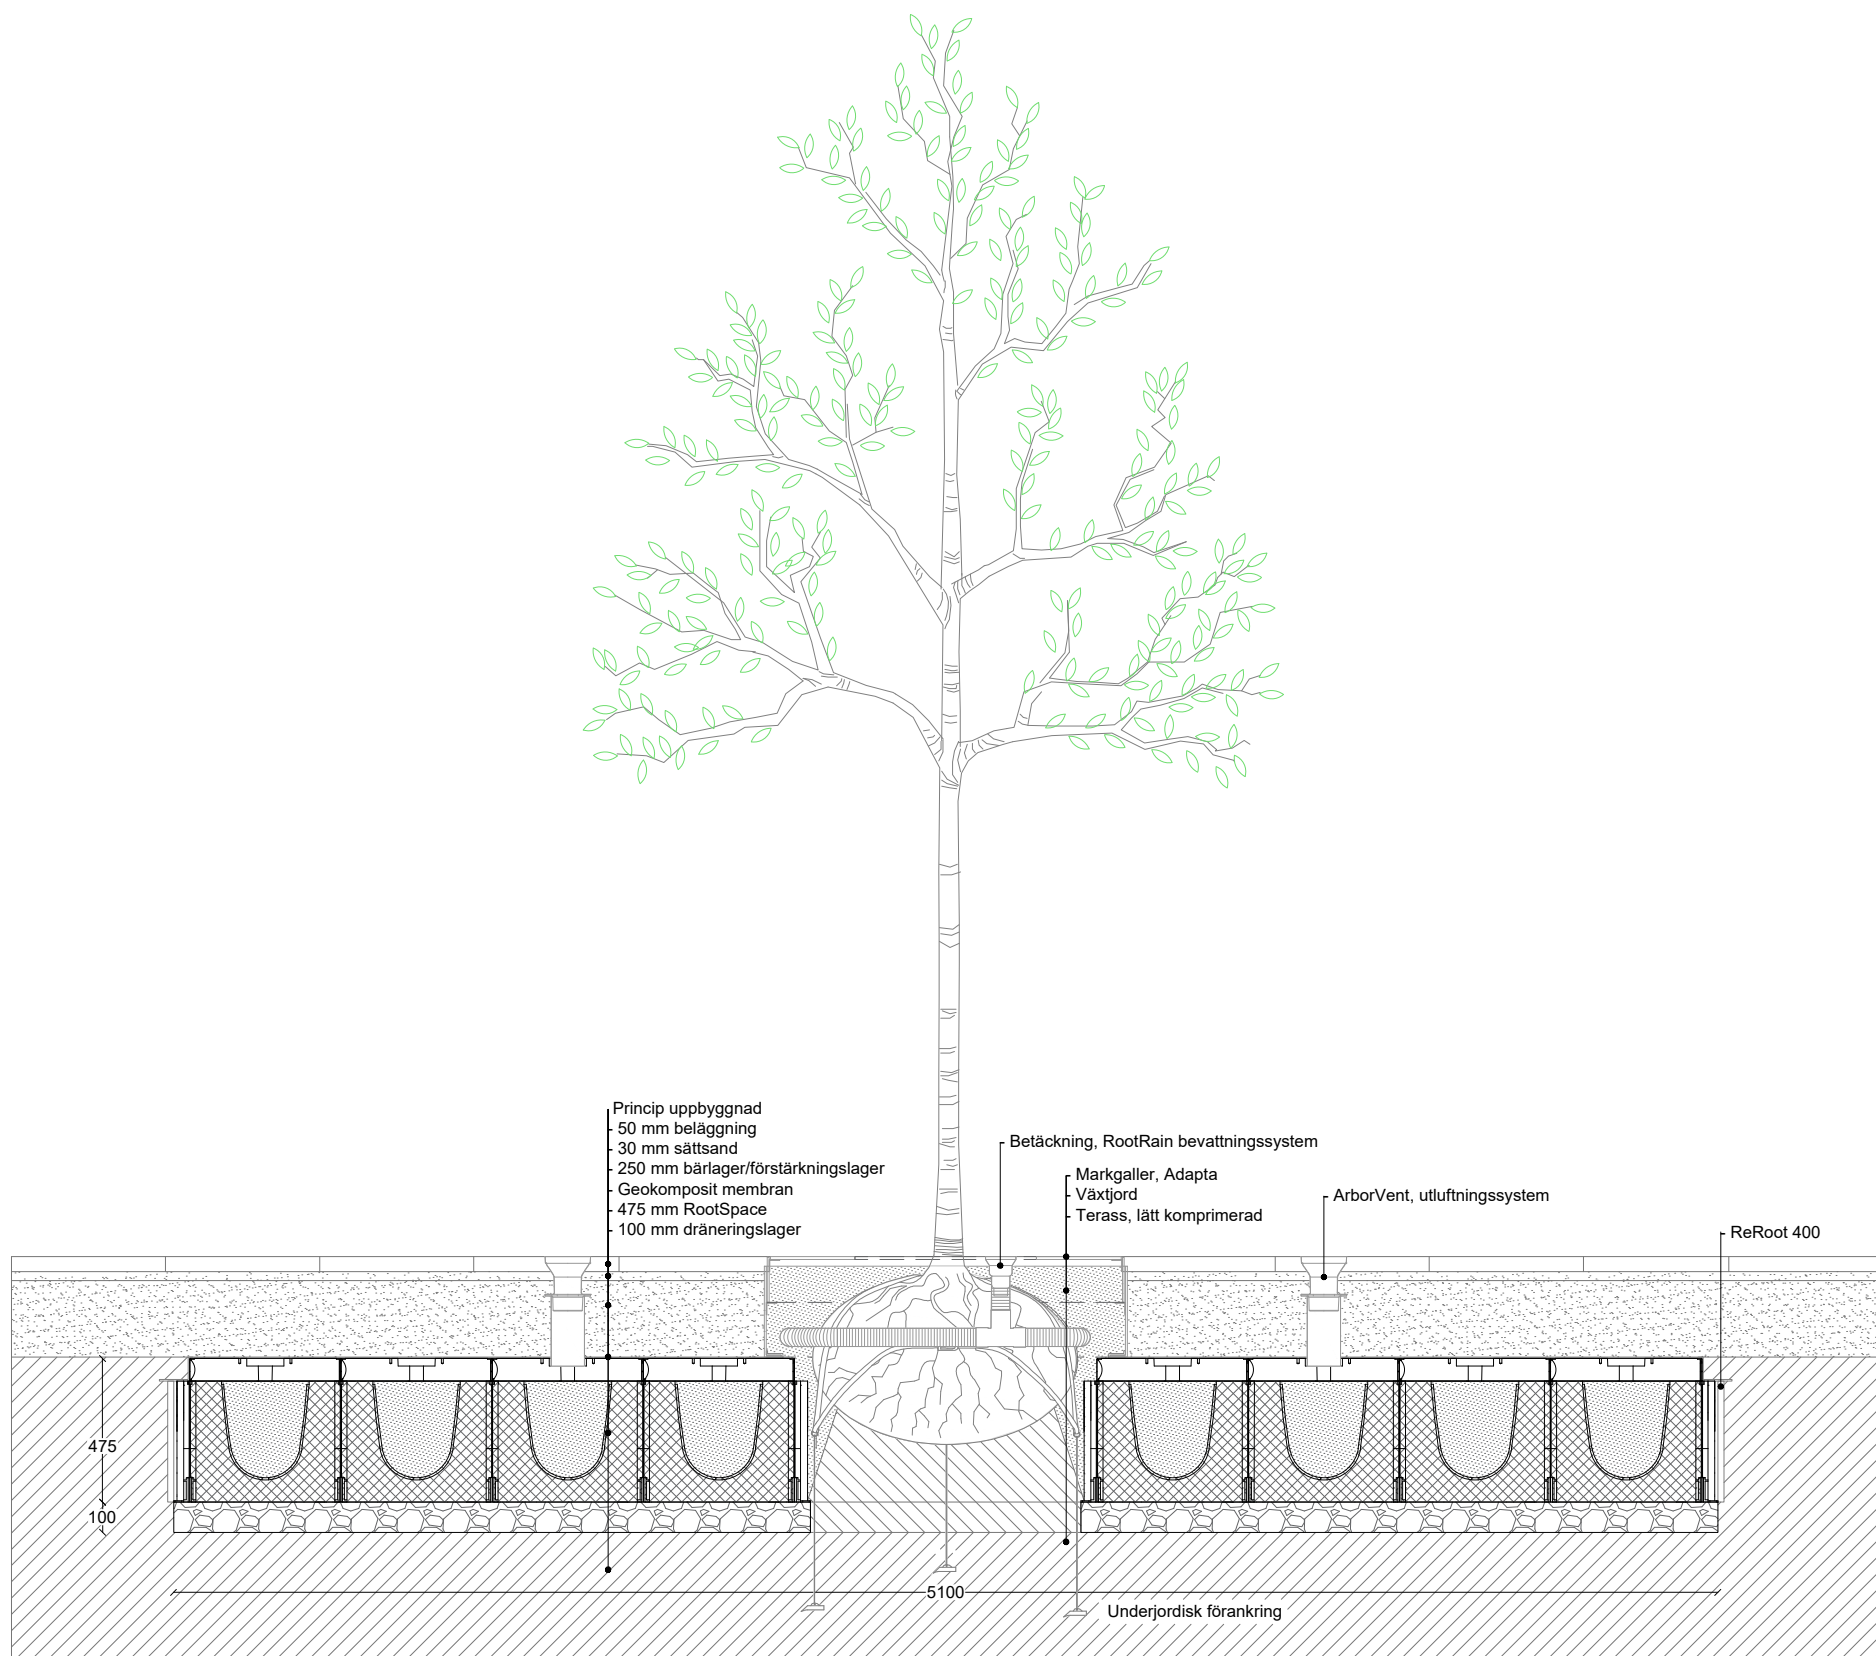 Princip uppbyggnad
50 mm beläggning
30 mm sättsand
250 mm bärlager/förstärkningslager
Geokomposit membran
475 mm RootSpace
100 mm dräneringslager
Betäckning, RootRain bevattningssystem
Markgaller, Adapta
Växtjord
Terass, lätt komprimerad
ArborVent, utluftningssystem
ReRoot 400
475
100
5100
Underjordisk förankring